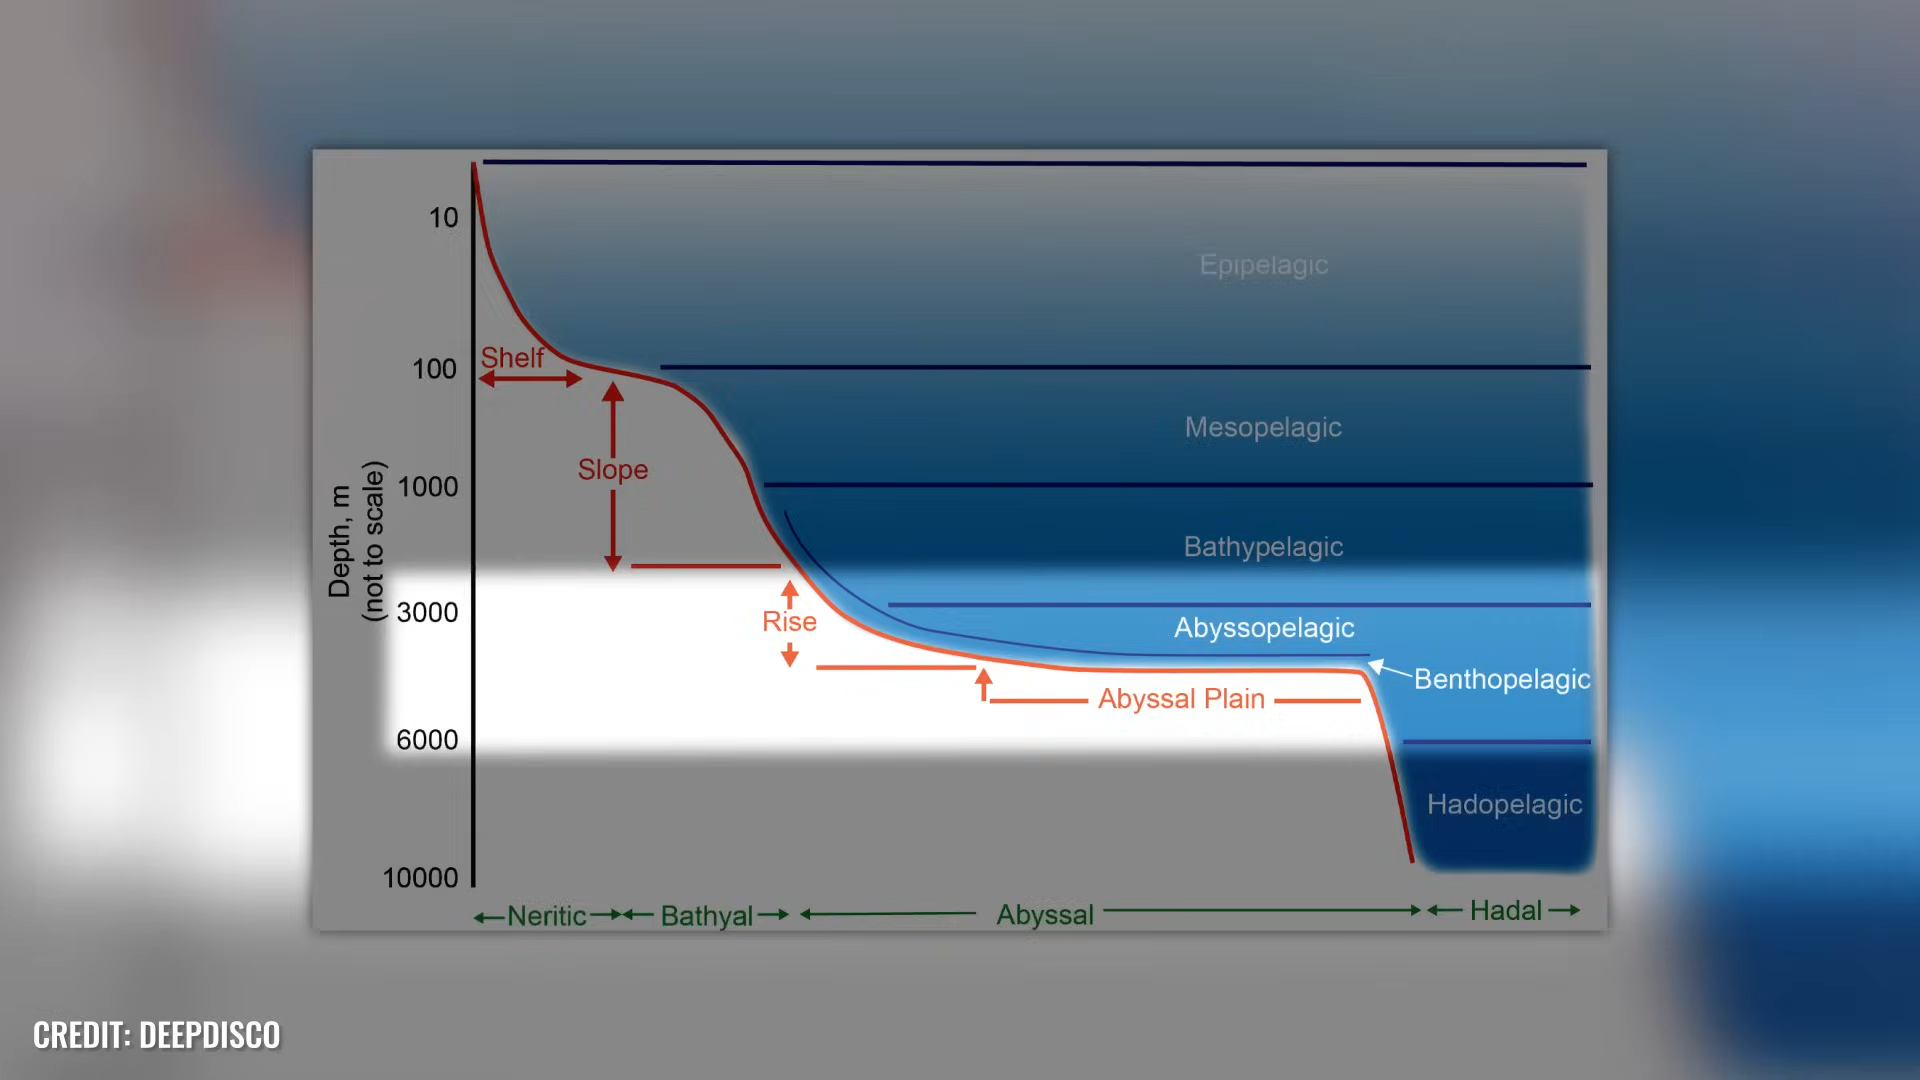 10
Epipelagic
Shelf
100
Mesopelagic
Slope
1000
Depth, m
(not to scale)
Bathypelagic
3000
Rise
Abyssopelagic
Benthopelagic
Abyssal Plain
6000
Hadopelagic
10000
Neritic
Bathyal
Abyssal
Hadal
CREDIT: DEEPDISCO